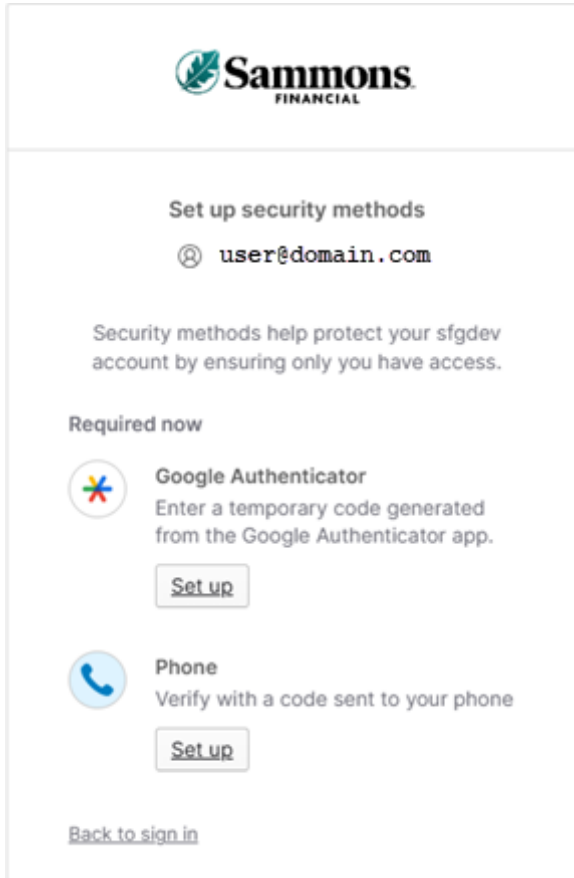 Sammons
FINANCIAL
Set up security methods
user@domain.com
Security methods help protect your sfgdev
account by ensuring only you have access.
Required now
Google Authenticator
Enter a temporary code generated
from the Google Authenticator app.
Set up
Phone
Verify with a code sent to your phone
Set up
Back to sign in